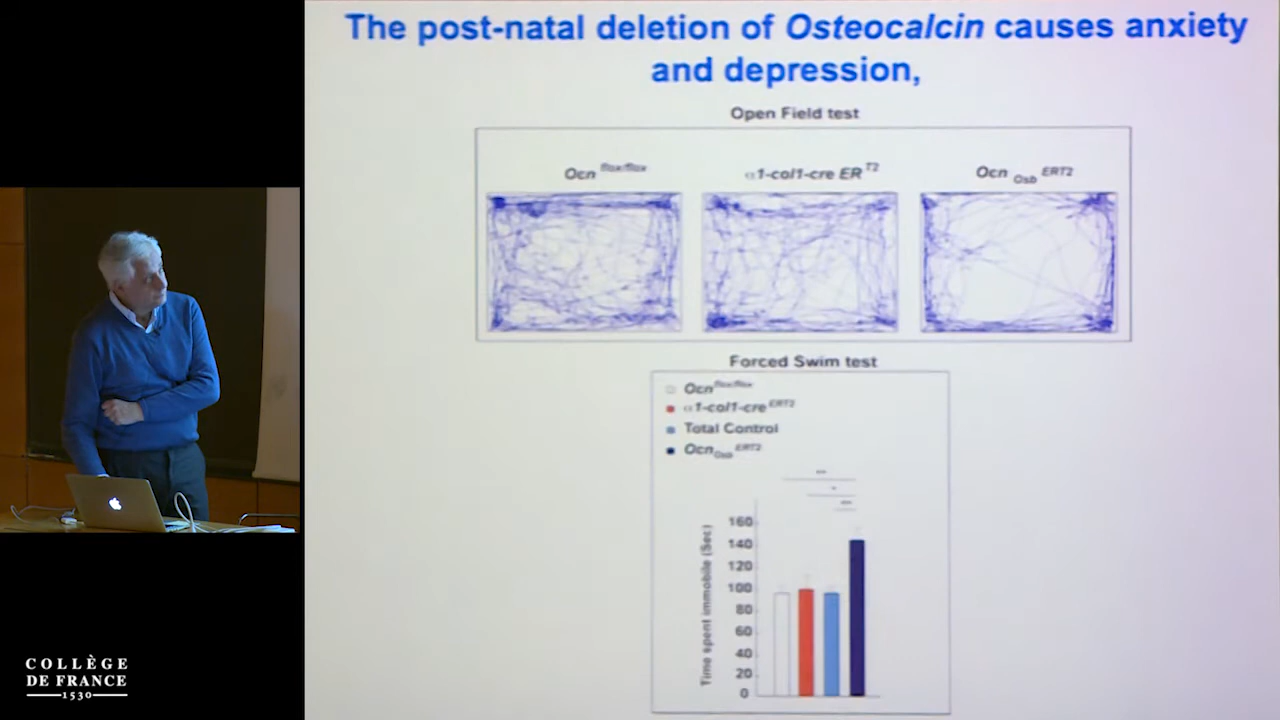 The post-natal deletion of Osteocalcin causes anxiety
and depression,
Open Field test
Ocn flox/flox
α1-col1-cre ER T2
Ocn Osb ERT2
Forced Swim test
Ocn flox/flox
α1-col1-cre ERT2
Total Control
Ocn Osb ERT2
**
*
***
Time spent immobile (Sec)
160
140
120
100
80
60
40
20
0
COLLÈGE
DE FRANCE
1530